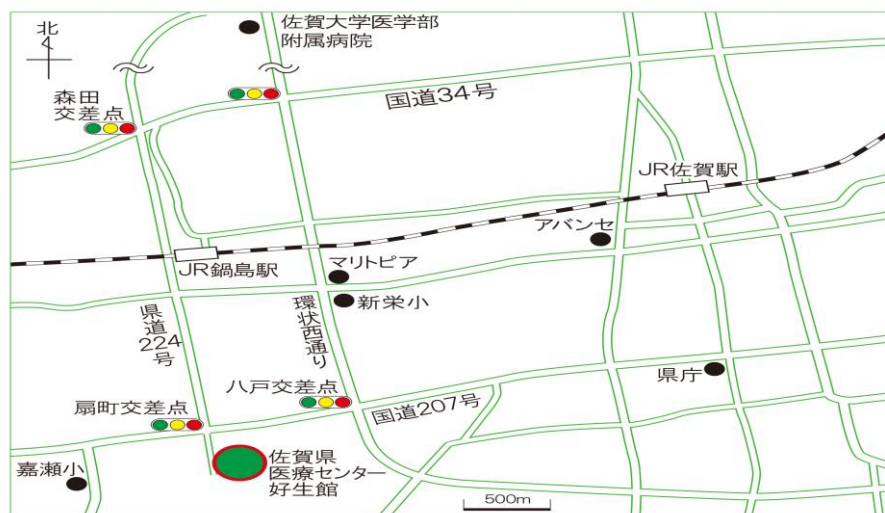 北
佐賀大学医学部
附属病院
森田
交差点
国道34号
JR佐賀駅
アバンセ
JR鍋島駅
マリトピア
新栄小
県道224号
環状西通り
県庁
八戸交差点
扇町交差点
国道207号
嘉瀬小
佐賀県
医療センター
好生館
500m